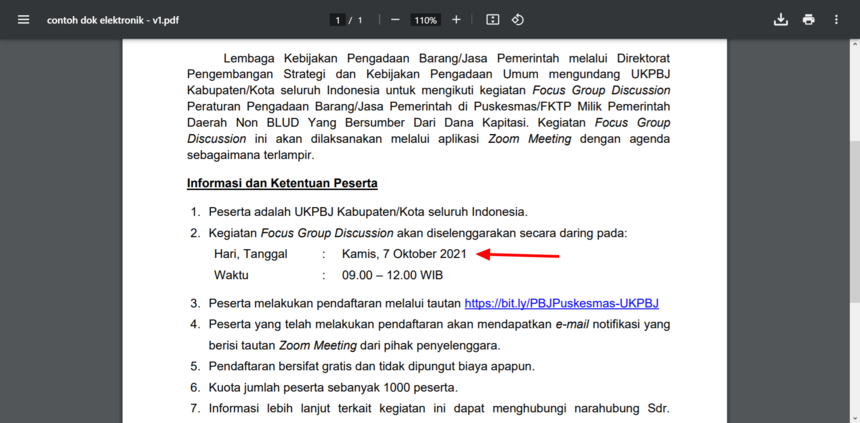 contoh dok elektronik - v1.pdf
1 / 1
110%
Lembaga Kebijakan Pengadaan Barang/Jasa Pemerintah melalui Direktorat
Pengembangan Strategi dan Kebijakan Pengadaan Umum mengundang UKPBJ
Kabupaten/Kota seluruh Indonesia untuk mengikuti kegiatan Focus Group Discussion
Peraturan Pengadaan Barang/Jasa Pemerintah di Puskesmas/FKTP Milik Pemerintah
Daerah Non BLUD Yang Bersumber Dari Dana Kapitasi. Kegiatan Focus Group
Discussion ini akan dilaksanakan melalui aplikasi Zoom Meeting dengan agenda
sebagaimana terlampir.
Informasi dan Ketentuan Peserta
1. Peserta adalah UKPBJ Kabupaten/Kota seluruh Indonesia.
2. Kegiatan Focus Group Discussion akan diselenggarakan secara daring pada:
Hari, Tanggal : Kamis, 7 Oktober 2021
Waktu : 09.00 – 12.00 WIB
3. Peserta melakukan pendaftaran melalui tautan https://bit.ly/PBJPuskesmas-UKPBJ
4. Peserta yang telah melakukan pendaftaran akan mendapatkan e-mail notifikasi yang
berisi tautan Zoom Meeting dari pihak penyelenggara.
5. Pendaftaran bersifat gratis dan tidak dipungut biaya apapun.
6. Kuota jumlah peserta sebanyak 1000 peserta.
7. Informasi lebih lanjut terkait kegiatan ini dapat menghubungi narahubung Sdr.